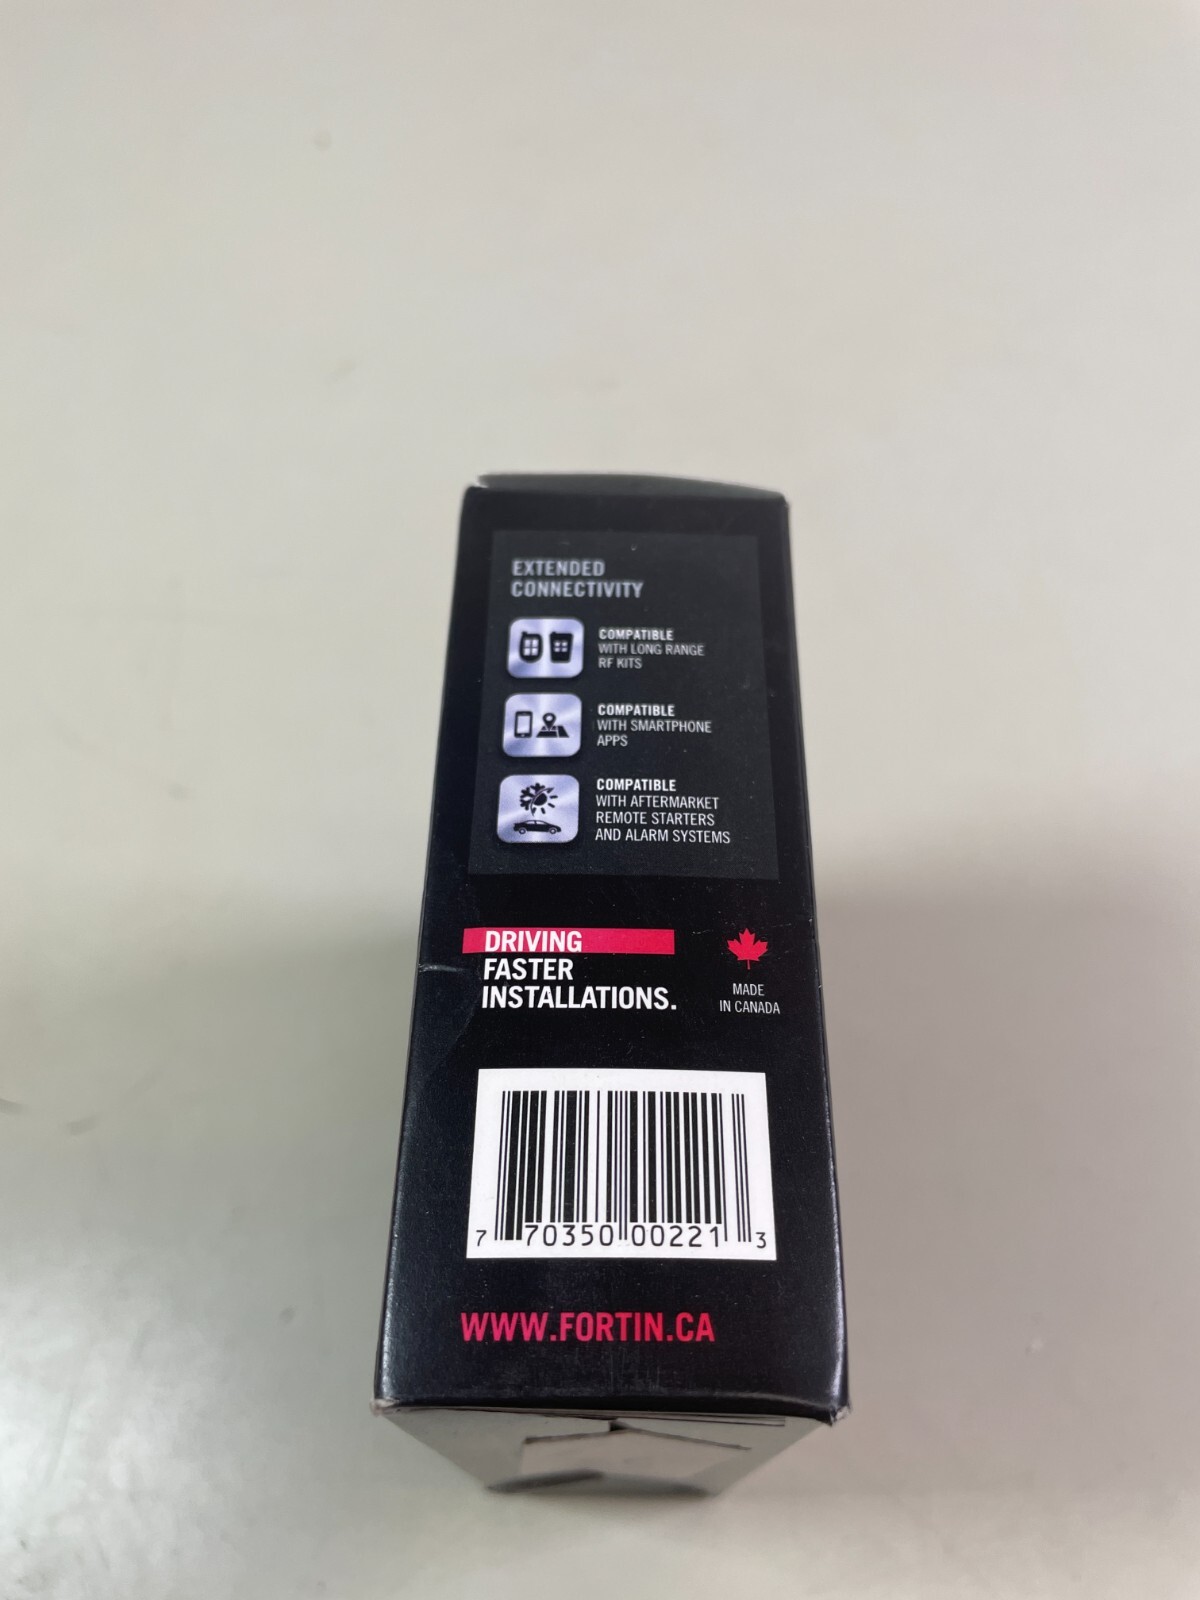 EXTENDED
CONNECTIVITY
COMPATIBLE
WITH LONG RANGE
RF KITS
COMPATIBLE
WITH SMARTPHONE
APPS
COMPATIBLE
WITH AFTERMARKET
REMOTE STARTERS
AND ALARM SYSTEMS
DRIVING
FASTER
INSTALLATIONS.
MADE
IN CANADA
7 70350 00221 3
WWW.FORTIN.CA